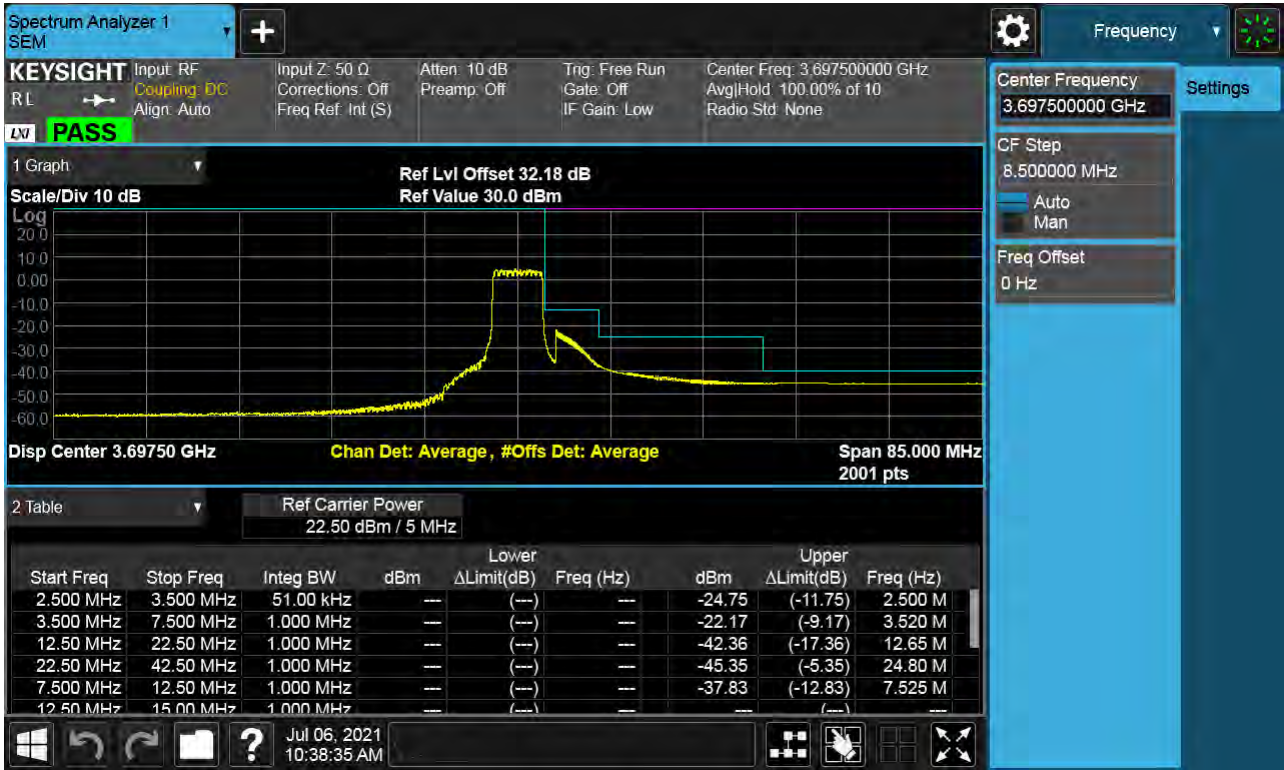 Spectrum Analyzer 1
SEM
Frequency
KEYSIGHT
RL
LXI
PASS
Input: RF
Coupling: DC
Align: Auto
Input Z: 50 Ω
Corrections: Off
Freq Ref: Int (S)
Atten: 10 dB
Preamp: Off
Trig: Free Run
Gate: Off
IF Gain: Low
Center Freq: 3.697500000 GHz
Avg|Hold: 100.00% of 10
Radio Std: None
Center Frequency
3.697500000 GHz
Settings
CF Step
8.500000 MHz
Auto
Man
Freq Offset
0 Hz
1 Graph
Ref Lvl Offset 32.18 dB
Scale/Div 10 dB
Ref Value 30.0 dBm
Log
20.0
10.0
0.00
-10.0
-20.0
-30.0
-40.0
-50.0
-60.0
Disp Center 3.69750 GHz
Chan Det: Average, #Offs Det: Average
Span 85.000 MHz
2001 pts
2 Table
Ref Carrier Power
22.50 dBm / 5 MHz
Lower Upper
Start Freq Stop Freq Integ BW dBm ΔLimit(dB) Freq (Hz) dBm ΔLimit(dB) Freq (Hz)
2.500 MHz 3.500 MHz 51.00 kHz --- (---) --- -24.75 (-11.75) 2.500 M
3.500 MHz 7.500 MHz 1.000 MHz --- (---) --- -22.17 (-9.17) 3.520 M
12.50 MHz 22.50 MHz 1.000 MHz --- (---) --- -42.36 (-17.36) 12.65 M
22.50 MHz 42.50 MHz 1.000 MHz --- (---) --- -45.35 (-5.35) 24.80 M
7.500 MHz 12.50 MHz 1.000 MHz --- (---) --- -37.83 (-12.83) 7.525 M
12.50 MHz 15.00 MHz 1.000 MHz --- (---) --- --- (---) ---
?
Jul 06, 2021
10:38:35 AM